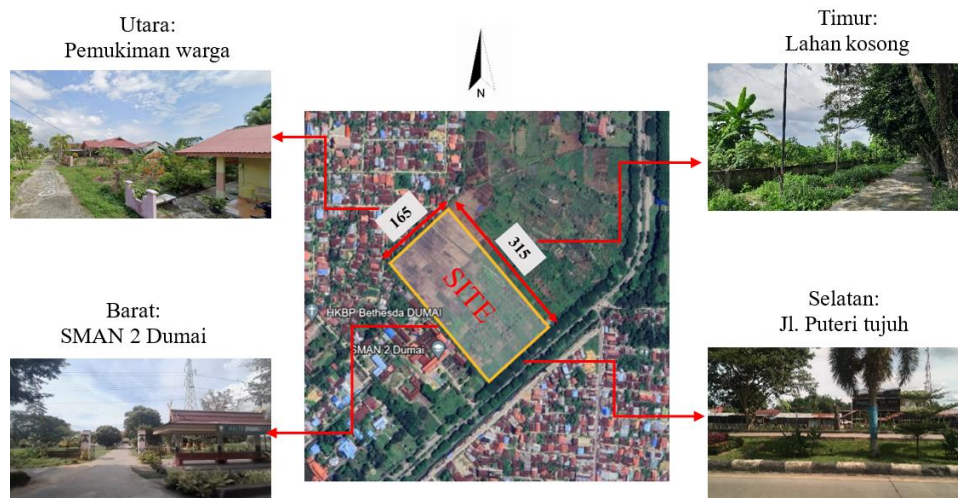 Utara:
Pemukiman warga
Timur:
Lahan kosong
N
165
315
SITE
HKBP Bethesda DUMAI
SMAN 2 Dumai
Barat:
SMAN 2 Dumai
Selatan:
Jl. Puteri tujuh